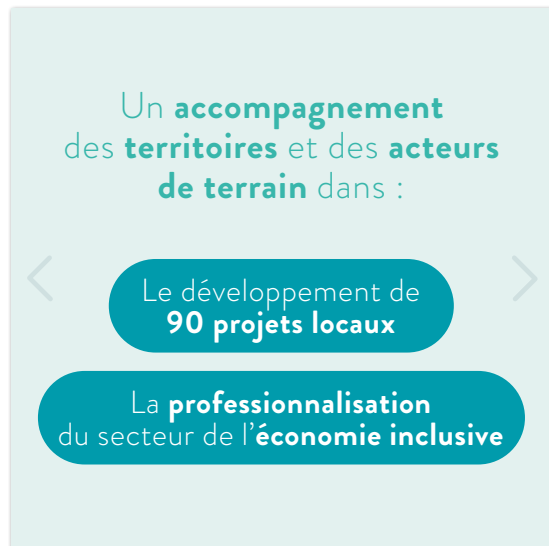 Un accompagnement
des territoires et des acteurs
de terrain dans :
Le développement de
90 projets locaux
La professionnalisation
du secteur de l'économie inclusive